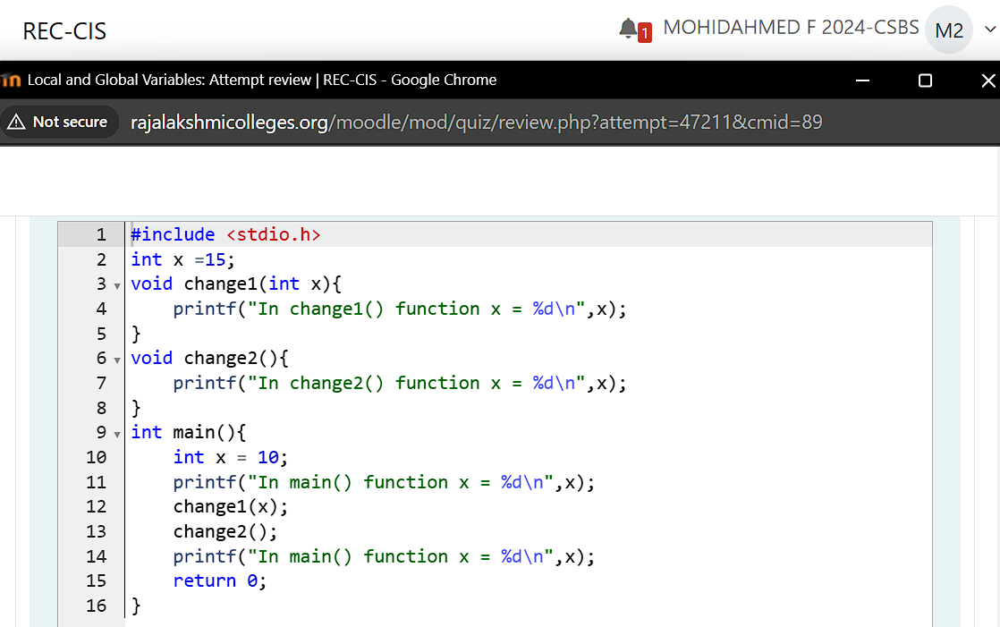 REC-CIS
1
MOHIDAHMED F 2024-CSBS
M2
Local and Global Variables: Attempt review | REC-CIS - Google Chrome
Not secure
rajalakshmicolleges.org/moodle/mod/quiz/review.php?attempt=47211&cmid=89
1 #include <stdio.h>
2 int x =15;
3 void change1(int x){
4     printf("In change1() function x = %d\n",x);
5 }
6 void change2(){
7     printf("In change2() function x = %d\n",x);
8 }
9 int main(){
10     int x = 10;
11     printf("In main() function x = %d\n",x);
12     change1(x);
13     change2();
14     printf("In main() function x = %d\n",x);
15     return 0;
16 }